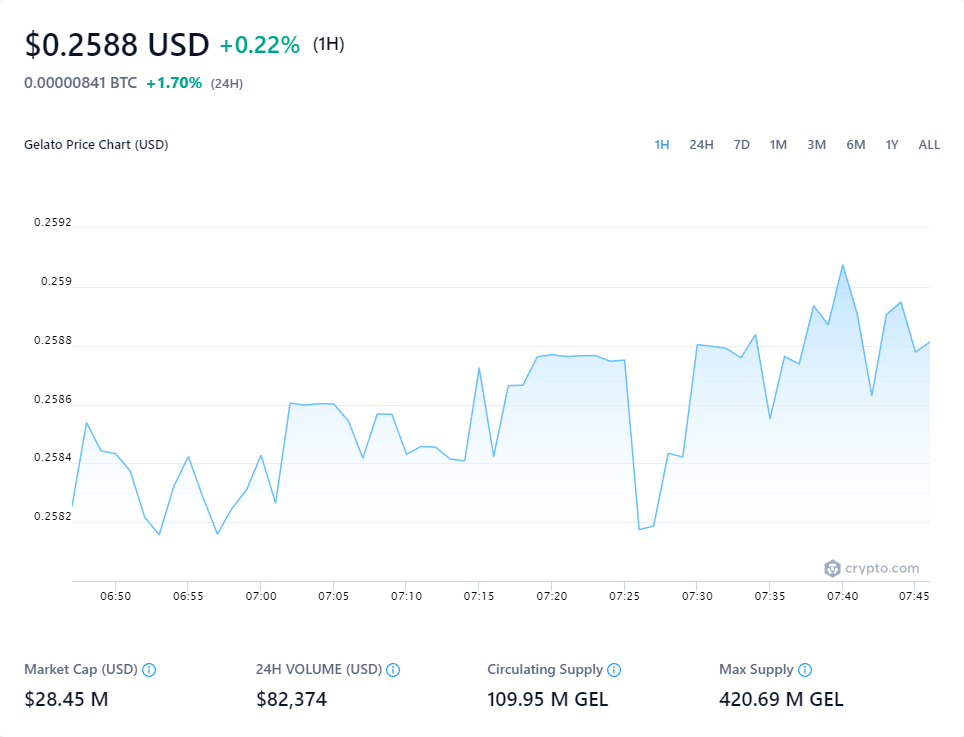 $0.2588 USD +0.22% (1H)
0.00000841 BTC +1.70% (24H)
Gelato Price Chart (USD) 1H 24H 7D 1M 3M 6M 1Y ALL
0.2592
0.259
0.2588
0.2586
0.2584
0.2582
crypto.com
06:50 06:55 07:00 07:05 07:10 07:15 07:20 07:25 07:30 07:35 07:40 07:45
Market Cap (USD) 24H VOLUME (USD) Circulating Supply Max Supply
$28.45 M $82,374 109.95 M GEL 420.69 M GEL